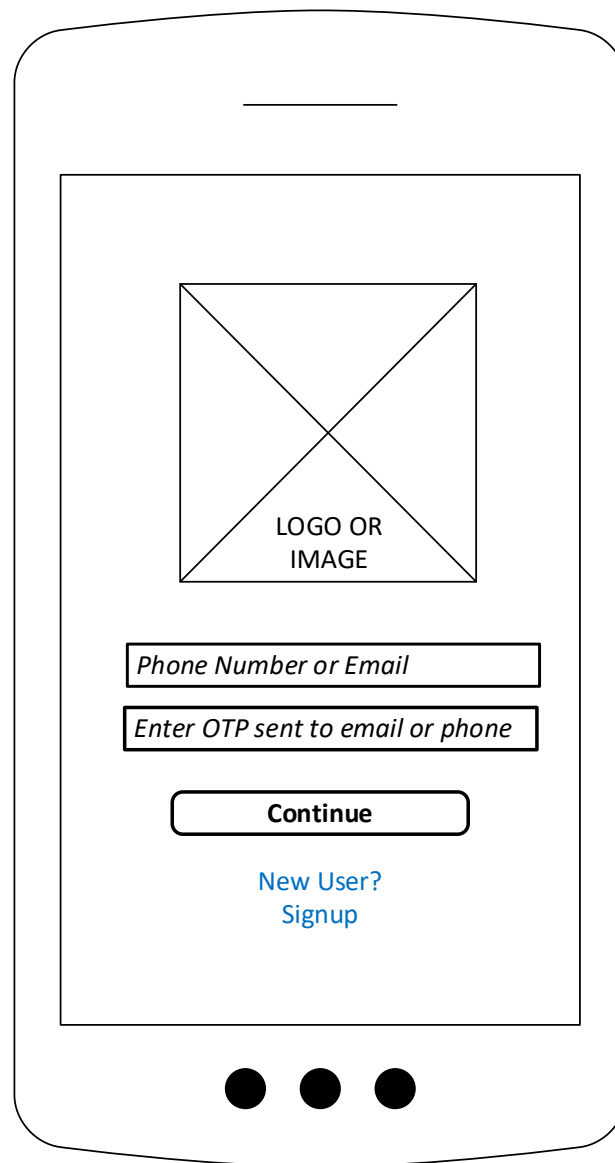 LOGO OR
IMAGE
Phone Number or Email
Enter OTP sent to email or phone
Continue
New User?
Signup